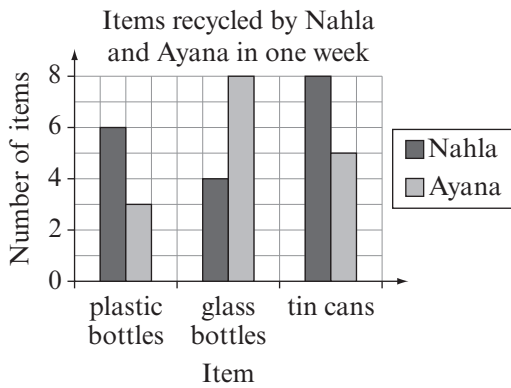 Items recycled by Nahla
and Ayana in one week
Number of items
8
6
4
2
0
plastic
bottles
glass
bottles
tin cans
Item
Nahla
Ayana